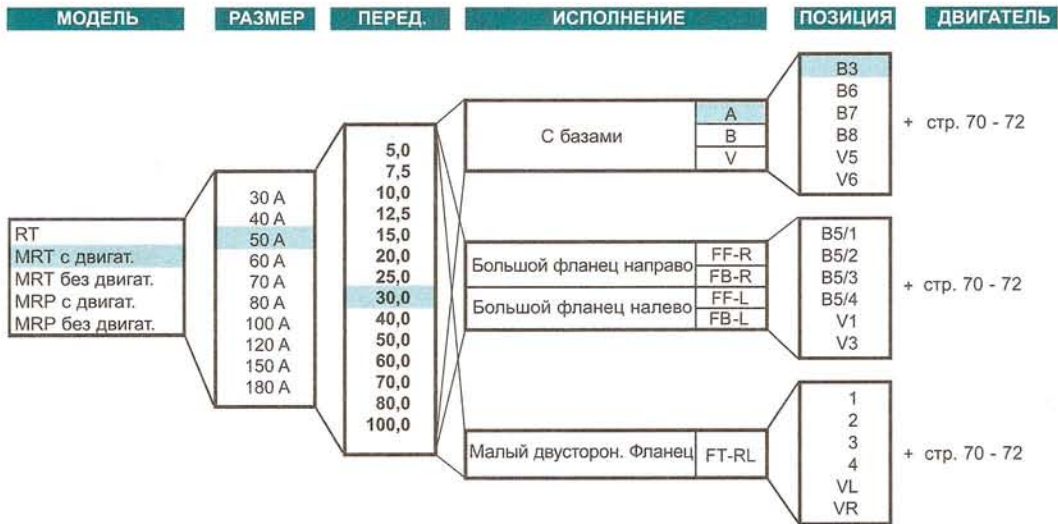 МОДЕЛЬ
РАЗМЕР
ПЕРЕД.
ИСПОЛНЕНИЕ
ПОЗИЦИЯ
ДВИГАТЕЛЬ
RT
MRT с двигат.
MRT без двигат.
MRP с двигат.
MRP без двигат.
30 A
40 A
50 A
60 A
70 A
80 A
100 A
120 A
150 A
180 A
5,0
7,5
10,0
12,5
15,0
20,0
25,0
30,0
40,0
50,0
60,0
70,0
80,0
100,0
С базами
A
B
V
B3
B6
B7
B8
V5
V6
+ стр. 70 - 72
Большой фланец направо
FF-R
FB-R
Большой фланец налево
FF-L
FB-L
B5/1
B5/2
B5/3
B5/4
V1
V3
+ стр. 70 - 72
Малый двусторон. Фланец
FT-RL
1
2
3
4
VL
VR
+ стр. 70 - 72